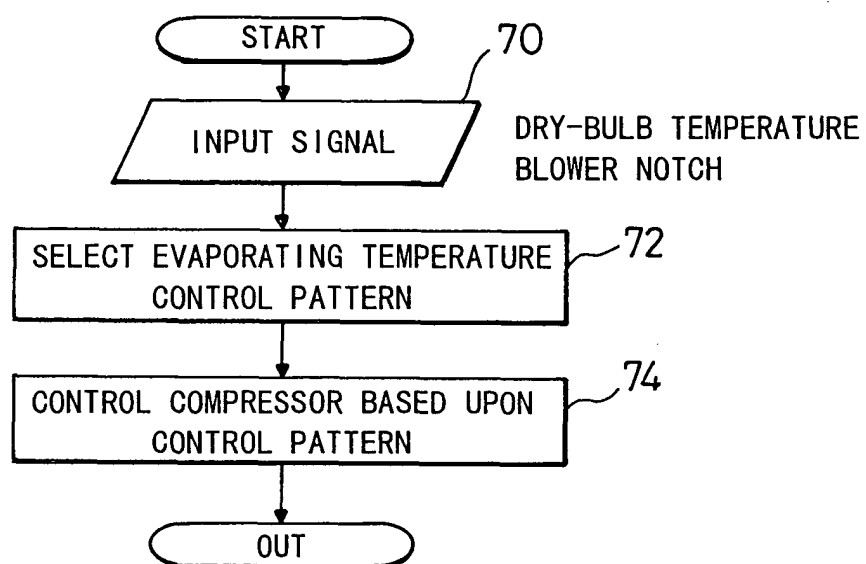 START
70
INPUT SIGNAL
DRY-BULB TEMPERATURE
BLOWER NOTCH
SELECT EVAPORATING TEMPERATURE
CONTROL PATTERN
72
CONTROL COMPRESSOR BASED UPON
CONTROL PATTERN
74
OUT